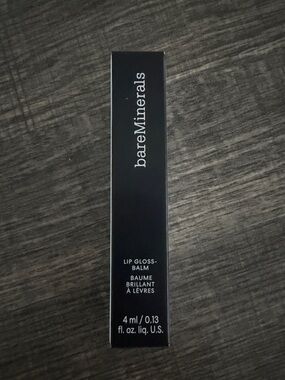 bareMinerals
LIP GLOSS-
BALM
BAUME
BRILLANT
À LÈVRES
4 ml / 0.13
fl. oz. liq. U.S.